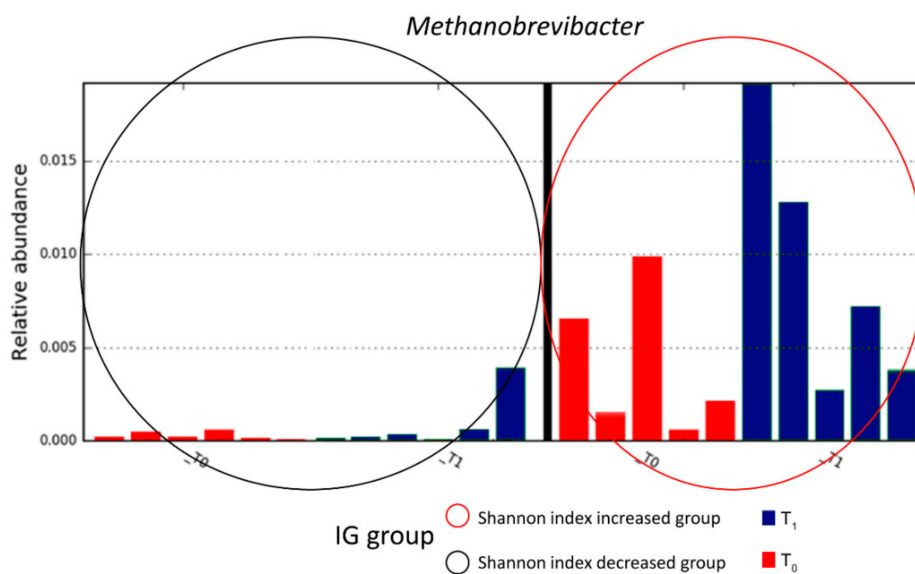 Methanobrevibacter
Relative abundance
0.015
0.010
0.005
0.000
_T0
_T1
_T0
_T1
IG group
Shannon index increased group
T1
Shannon index decreased group
T0